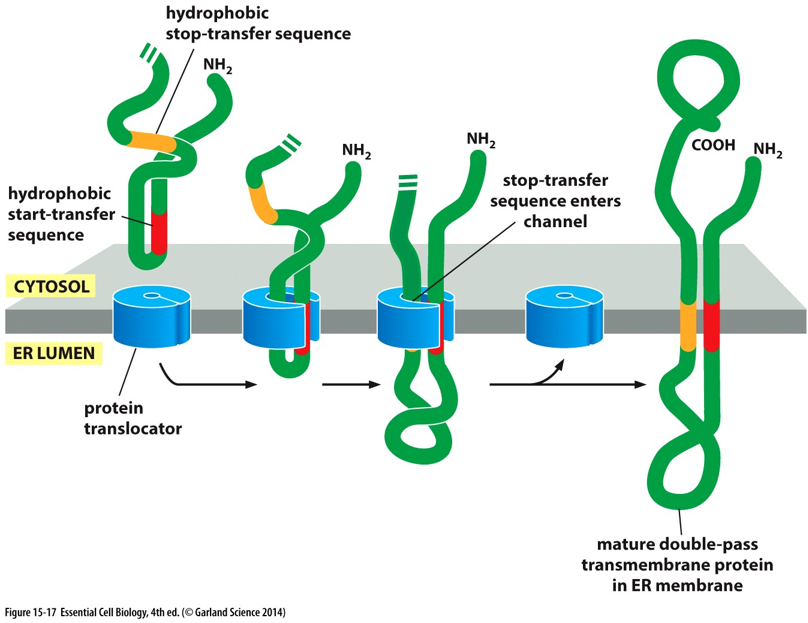 hydrophobic
stop-transfer sequence
NH2
hydrophobic
start-transfer
sequence
NH2
NH2
stop-transfer
sequence enters
channel
COOH
NH2
CYTOSOL
ER LUMEN
protein
translocator
mature double-pass
transmembrane protein
in ER membrane
Figure 15-17 Essential Cell Biology, 4th ed. (© Garland Science 2014)